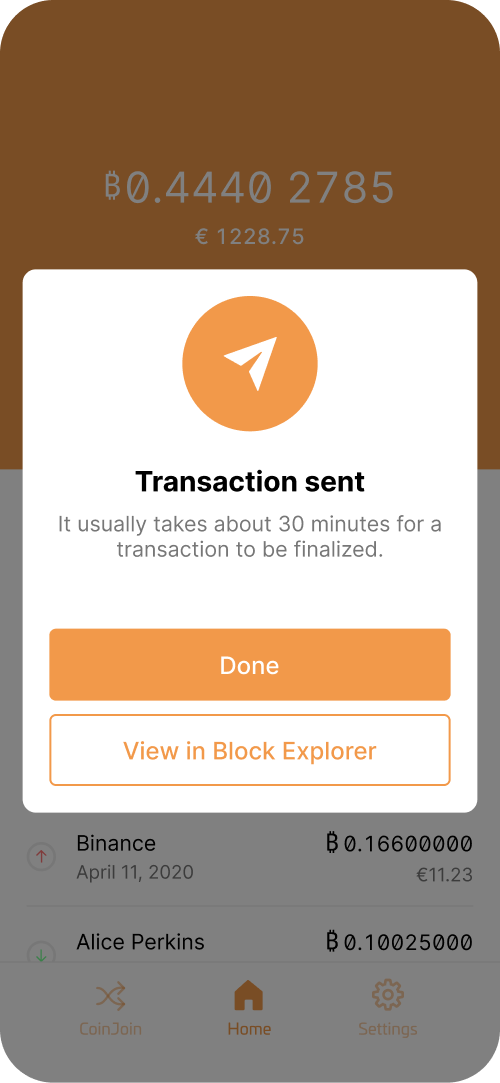 ₿0.4440 2785
€ 1228.75
Transaction sent
It usually takes about 30 minutes for a
transaction to be finalized.
Done
View in Block Explorer
Binance
₿ 0.16600000
April 11, 2020
€11.23
Alice Perkins
₿ 0.10025000
CoinJoin
Home
Settings